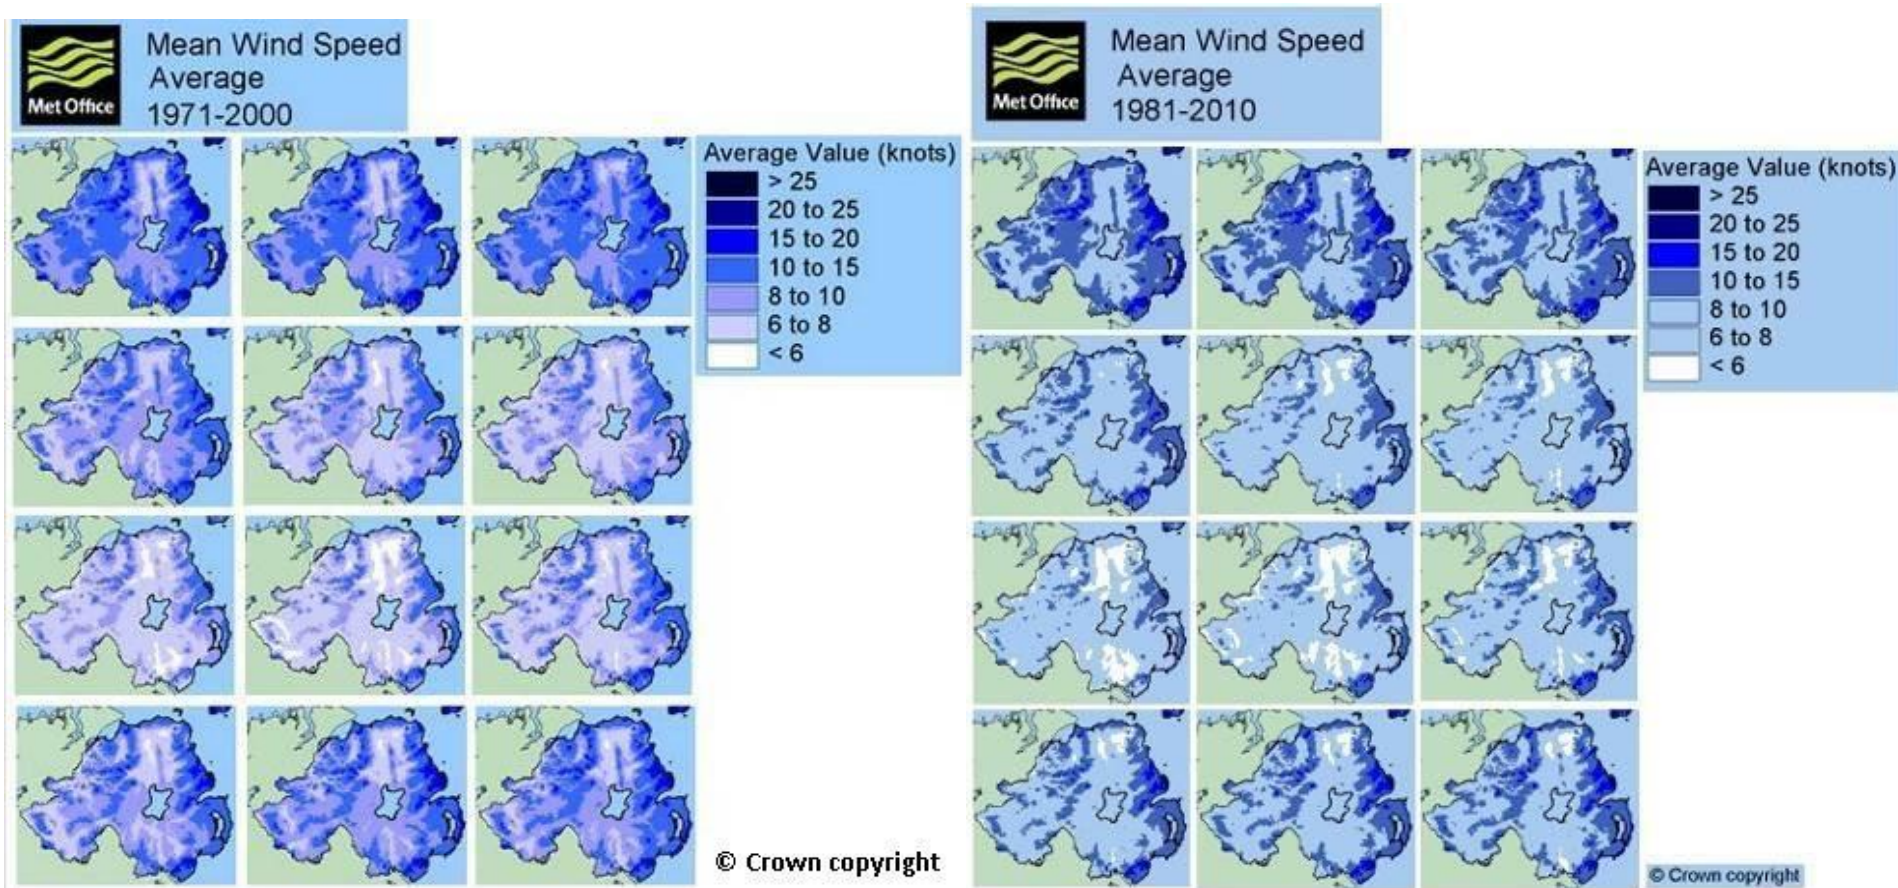 Met Office
Mean Wind Speed
Average
1971-2000
Average Value (knots)
> 25
20 to 25
15 to 20
10 to 15
8 to 10
6 to 8
< 6
© Crown copyright
Met Office
Mean Wind Speed
Average
1981-2010
Average Value (knots)
> 25
20 to 25
15 to 20
10 to 15
8 to 10
6 to 8
< 6
© Crown copyright